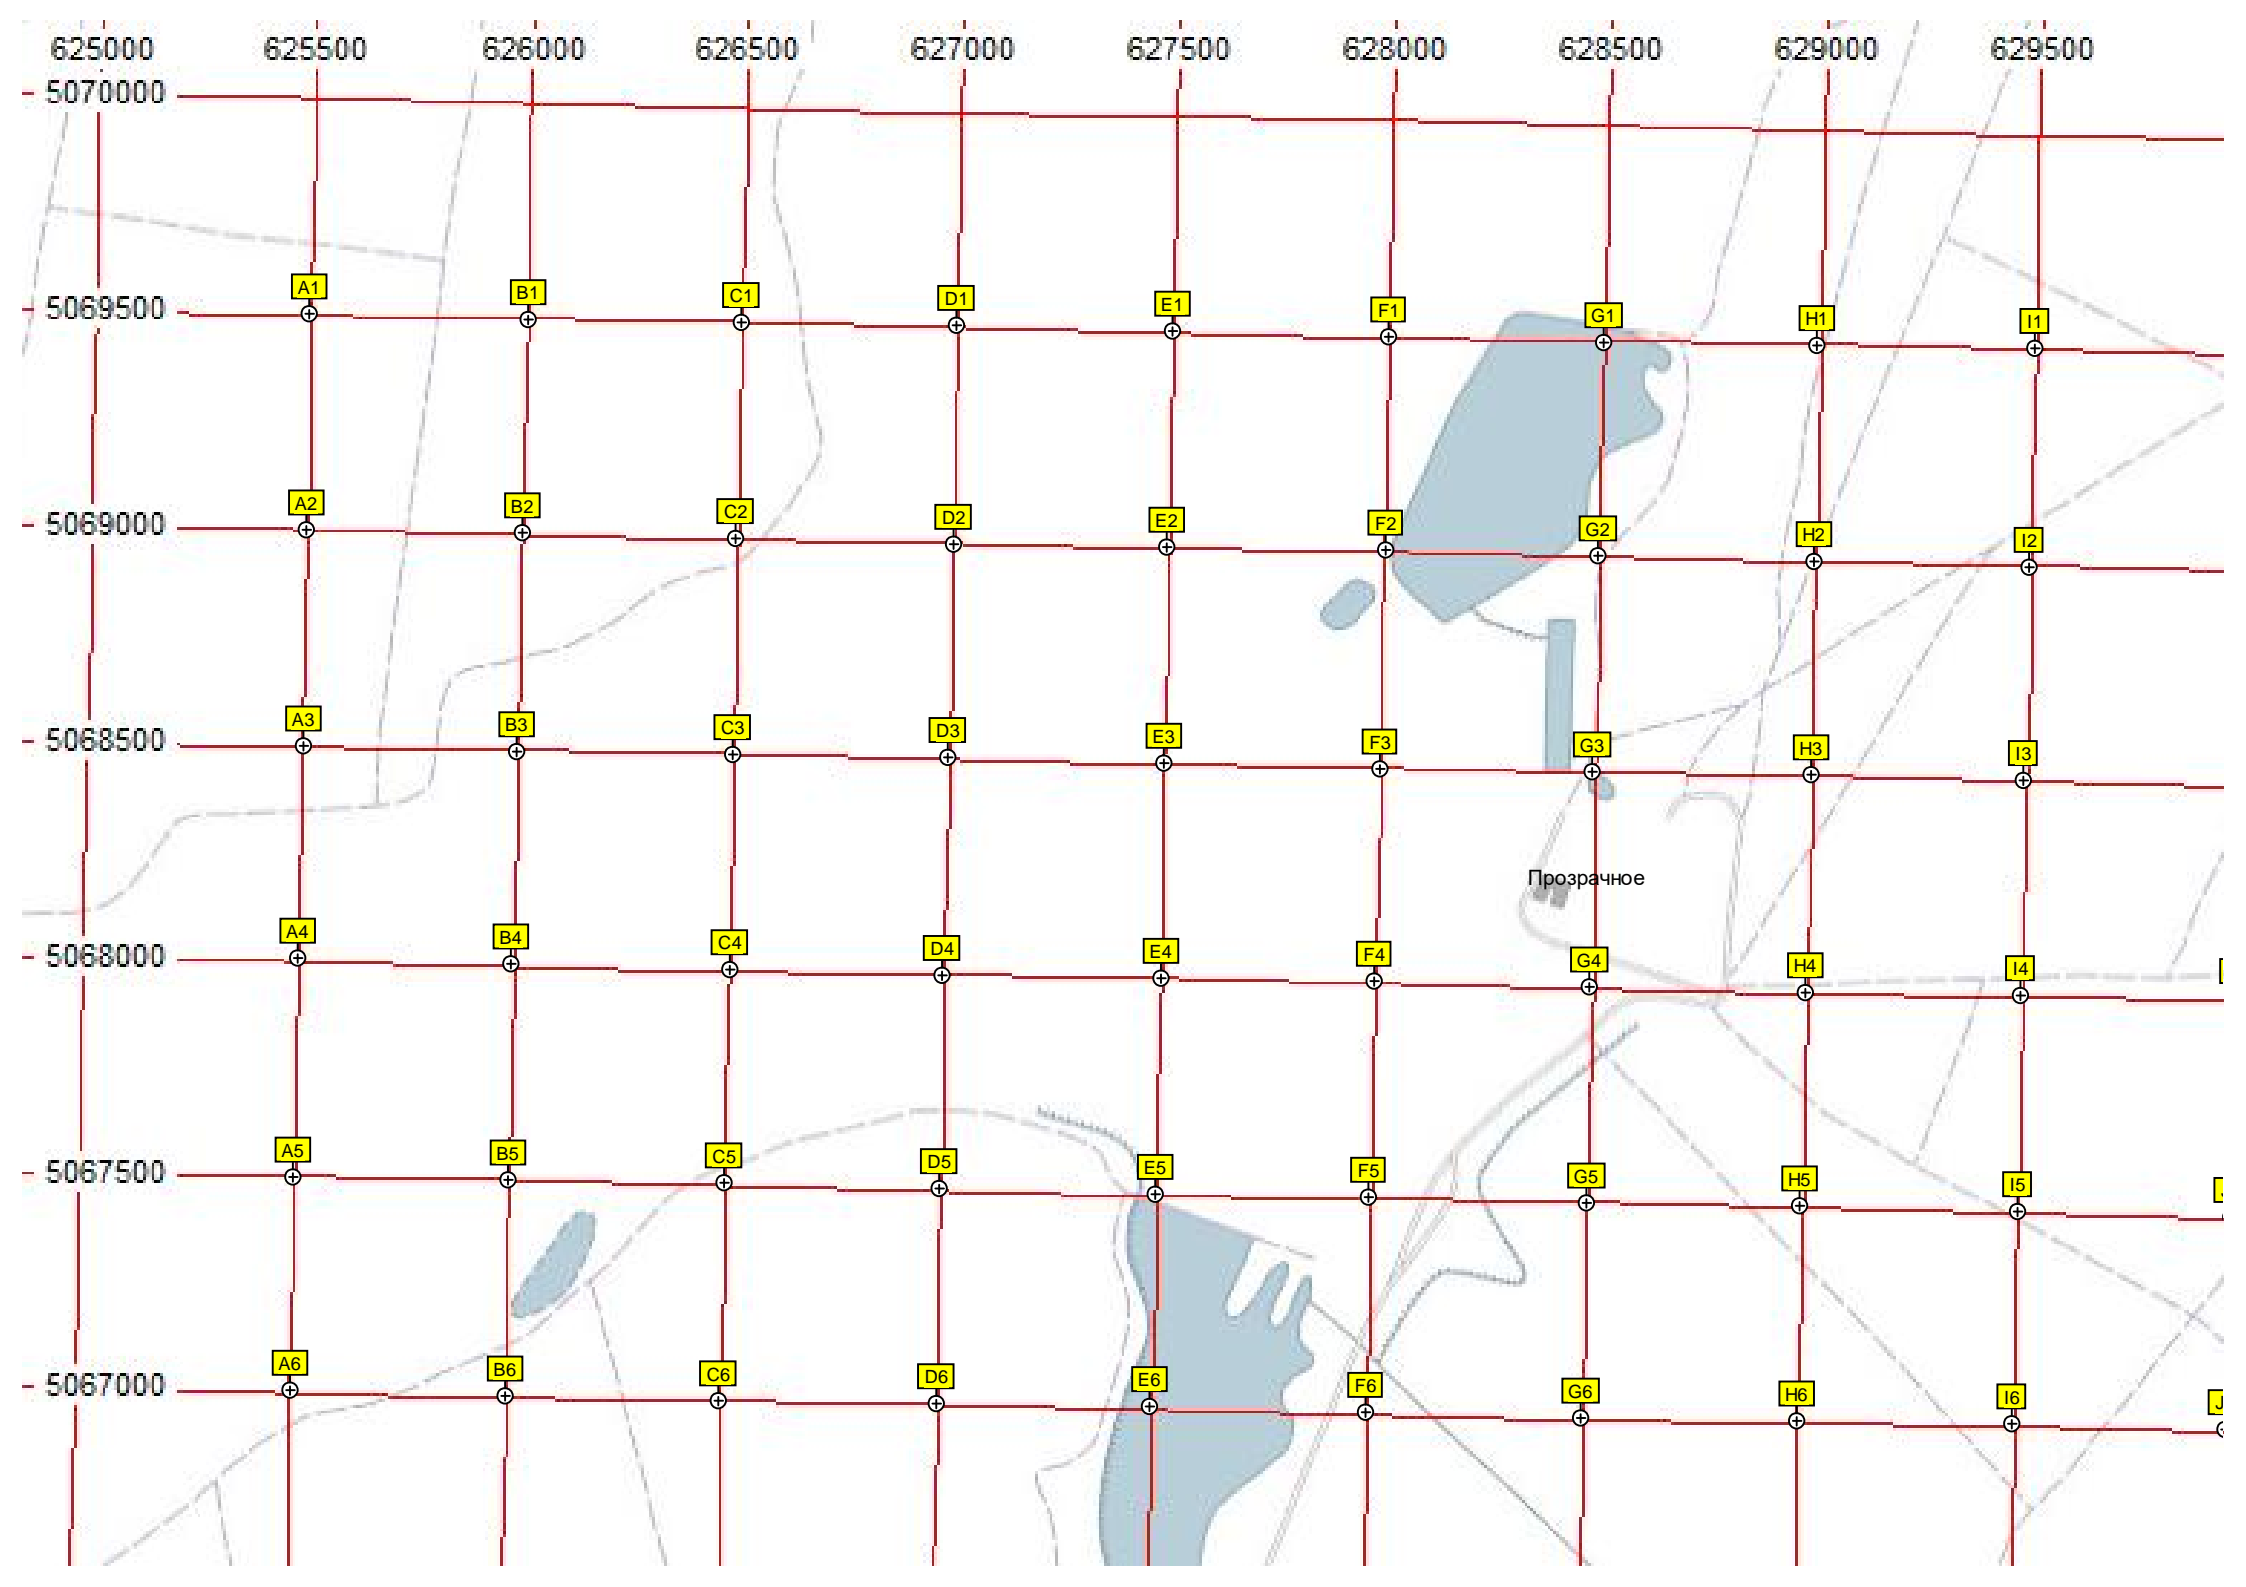 625000 625500 626000 626500 627000 627500 628000 628500 629000 629500
5070000
A1 B1 C1 D1 E1 F1 G1 H1 I1
5069500
A2 B2 C2 D2 E2 F2 G2 H2 I2
5069000
A3 B3 C3 D3 E3 F3 G3 H3 I3
5068500
Прозрачное
A4 B4 C4 D4 E4 F4 G4 H4 I4
5068000
A5 B5 C5 D5 E5 F5 G5 H5 I5
5067500
A6 B6 C6 D6 E6 F6 G6 H6 I6
5067000